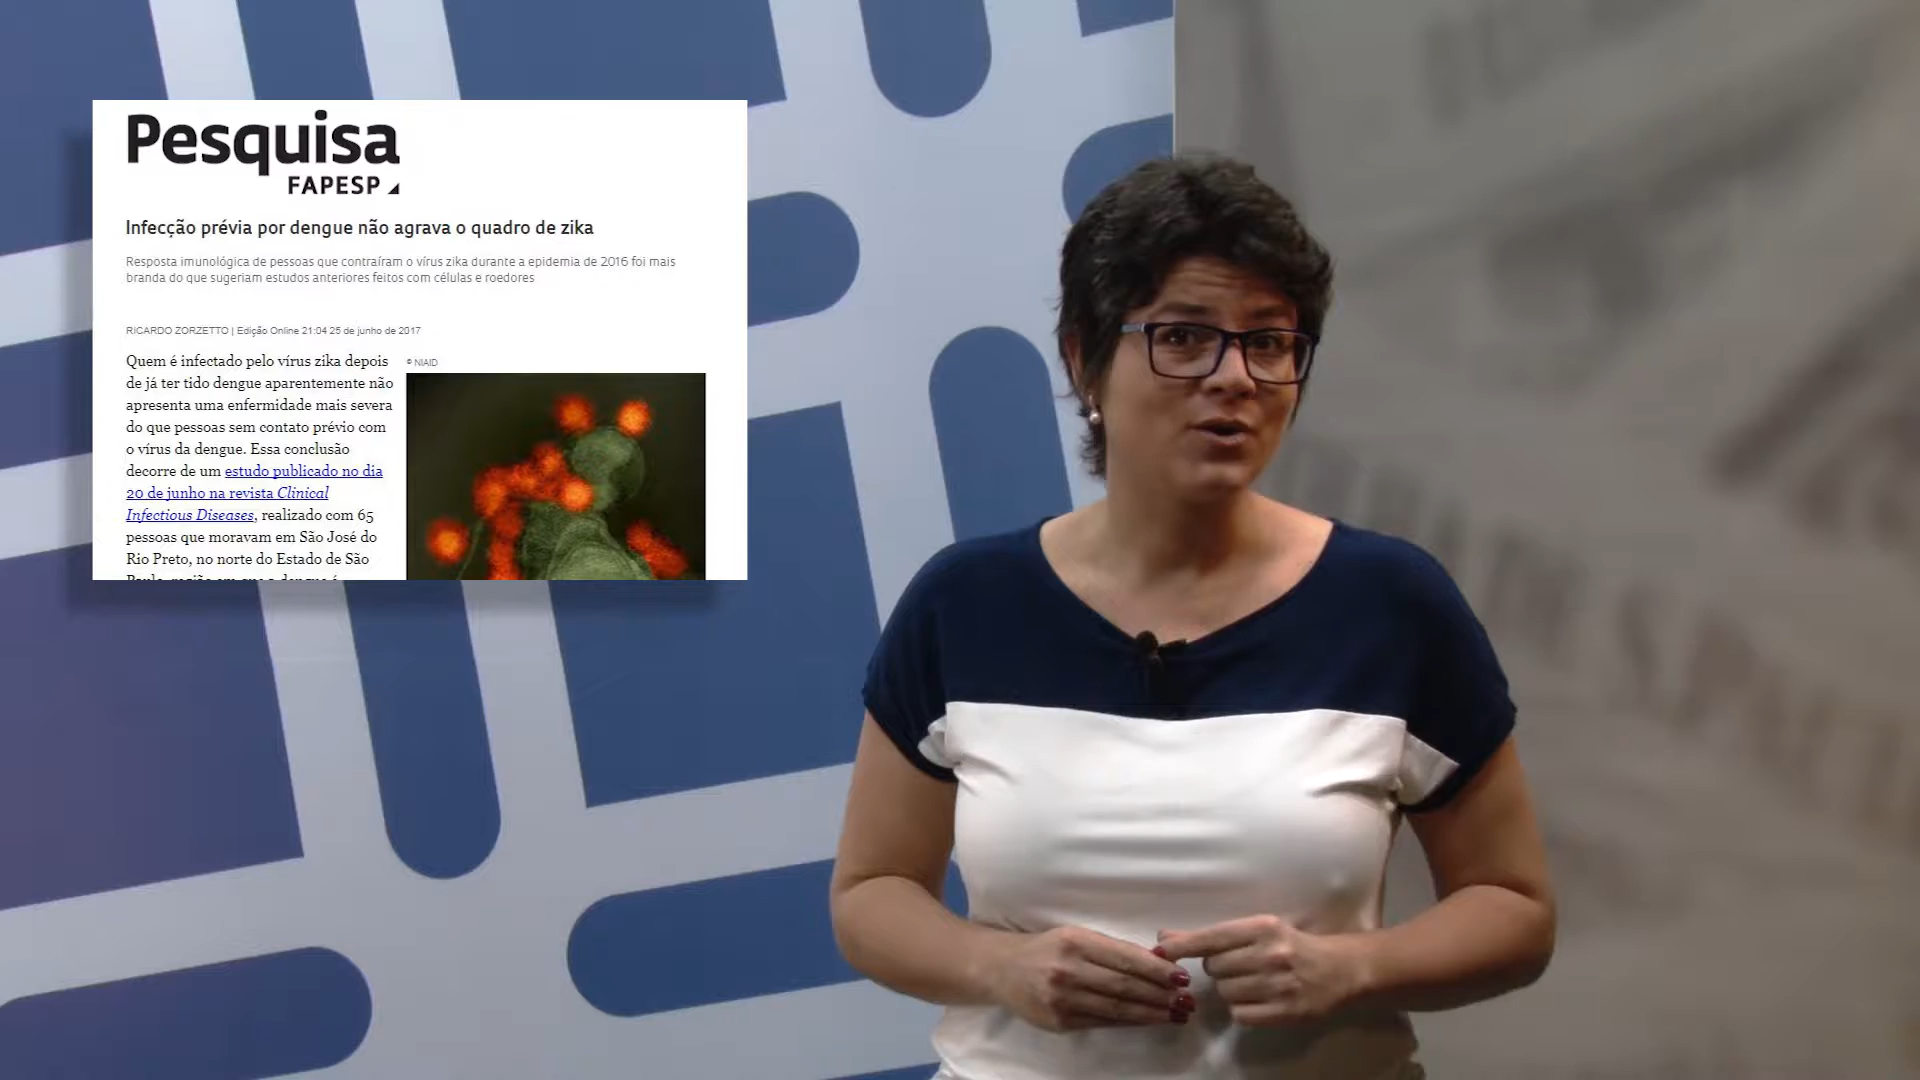 Pesquisa
FAPESP
Infecção prévia por dengue não agrava o quadro de zika
Resposta imunológica de pessoas que contraíram o vírus zika durante a epidemia de 2016 foi mais
branda do que sugeriam estudos anteriores feitos com células e roedores
RICARDO ZORZETTO | Edição Online 21:04 25 de junho de 2017
© NIAID
Quem é infectado pelo vírus zika depois
de já ter tido dengue aparentemente não
apresenta uma enfermidade mais severa
do que pessoas sem contato prévio com
o vírus da dengue. Essa conclusão
decorre de um estudo publicado no dia
20 de junho na revista Clinical
Infectious Diseases, realizado com 65
pessoas que moravam em São José do
Rio Preto, no norte do Estado de São